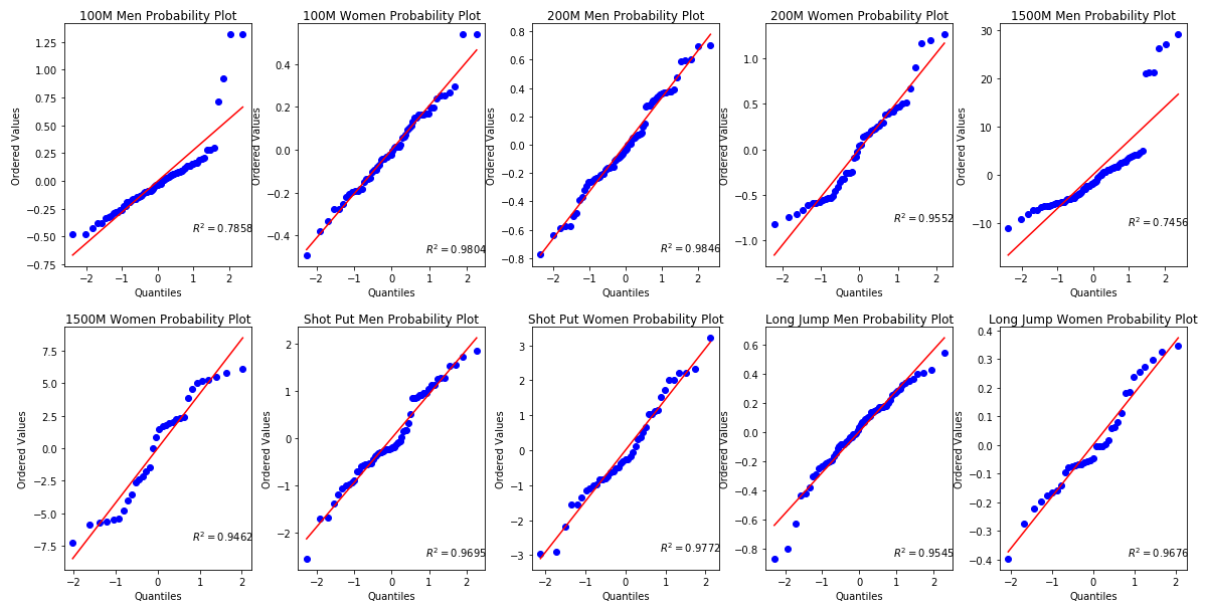 100M Men Probability Plot
1.25
1.00
0.75
0.50
0.25
0.00
−0.25
−0.50
−0.75
Ordered Values
R² = 0.7858
−2 −1 0 1 2
Quantiles
100M Women Probability Plot
0.4
0.2
0.0
−0.2
−0.4
Ordered Values
R² = 0.9804
−2 −1 0 1 2
Quantiles
200M Men Probability Plot
0.8
0.6
0.4
0.2
0.0
−0.2
−0.4
−0.6
−0.8
Ordered Values
R² = 0.9846
−2 −1 0 1 2
Quantiles
200M Women Probability Plot
1.0
0.5
0.0
−0.5
−1.0
Ordered Values
R² = 0.9552
−2 −1 0 1 2
Quantiles
1500M Men Probability Plot
30
20
10
0
−10
Ordered Values
R² = 0.7456
−2 −1 0 1 2
Quantiles
1500M Women Probability Plot
7.5
5.0
2.5
0.0
−2.5
−5.0
−7.5
Ordered Values
R² = 0.9462
−2 −1 0 1 2
Quantiles
Shot Put Men Probability Plot
2
1
0
−1
−2
Ordered Values
R² = 0.9695
−2 −1 0 1 2
Quantiles
Shot Put Women Probability Plot
3
2
1
0
−1
−2
−3
Ordered Values
R² = 0.9772
−2 −1 0 1 2
Quantiles
Long Jump Men Probability Plot
0.6
0.4
0.2
0.0
−0.2
−0.4
−0.6
−0.8
Ordered Values
R² = 0.9545
−2 −1 0 1 2
Quantiles
Long Jump Women Probability Plot
0.4
0.3
0.2
0.1
0.0
−0.1
−0.2
−0.3
−0.4
Ordered Values
R² = 0.9676
−2 −1 0 1 2
Quantiles